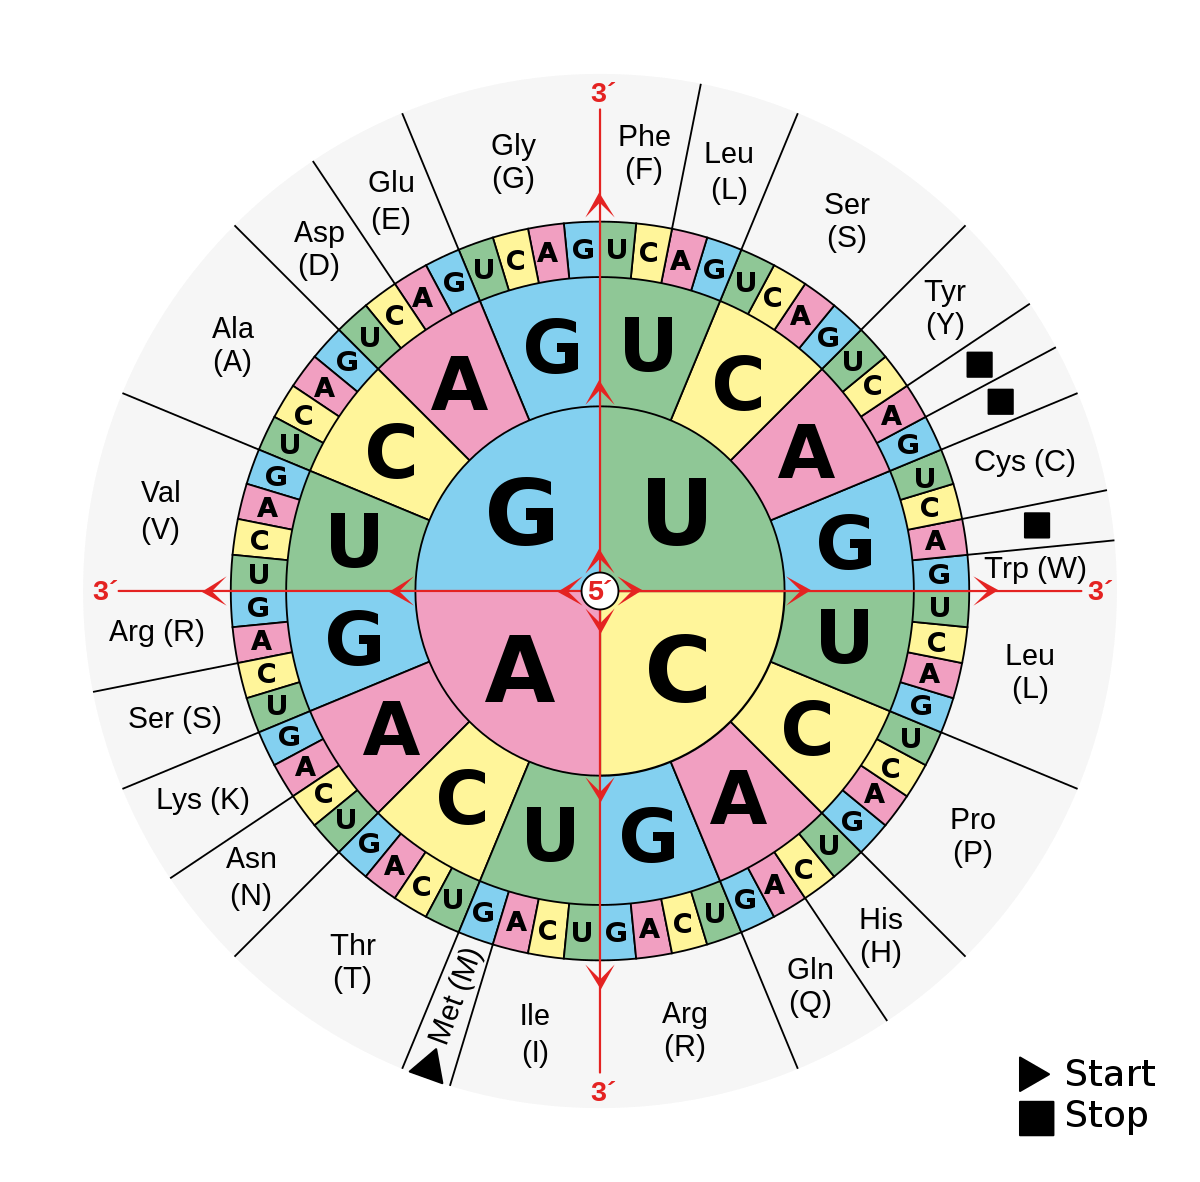 3´
Gly
(G)
Phe
(F)
Leu
(L)
Ser
(S)
Tyr
(Y)
Cys (C)
Trp (W)
3´
Leu
(L)
Pro
(P)
His
(H)
Gln
(Q)
Arg
(R)
3´
Ile
(I)
Met (M)
Thr
(T)
Asn
(N)
Lys (K)
Ser (S)
Arg (R)
3´
Val
(V)
Ala
(A)
Asp
(D)
Glu
(E)
U C A G U C A G U C A G U C A G
U C A G U C A G U C A G U C A G
G A C U G A C U G A C U G A C U
G A C U G A C U G A C U G A C U
U C A G
U C A G
U C A G
U C A G
G U
5´
A C
Start
Stop